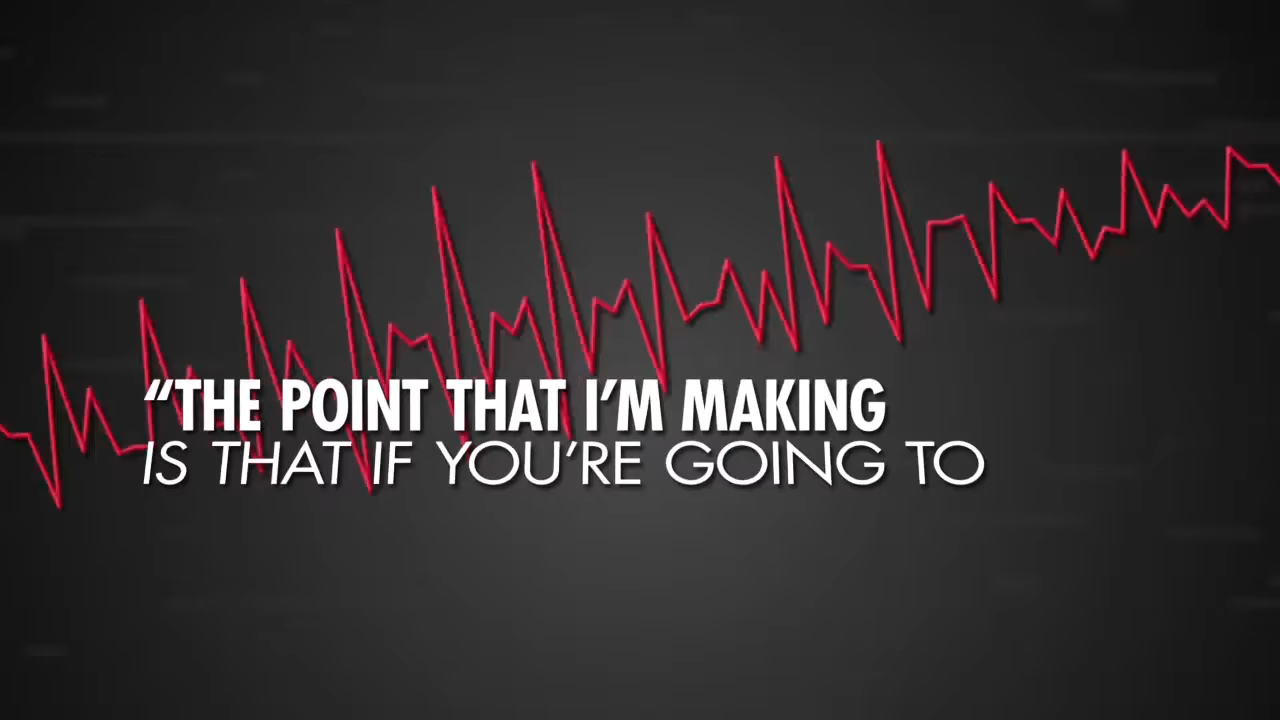 “THE POINT THAT I’M MAKING
IS THAT IF YOU’RE GOING TO